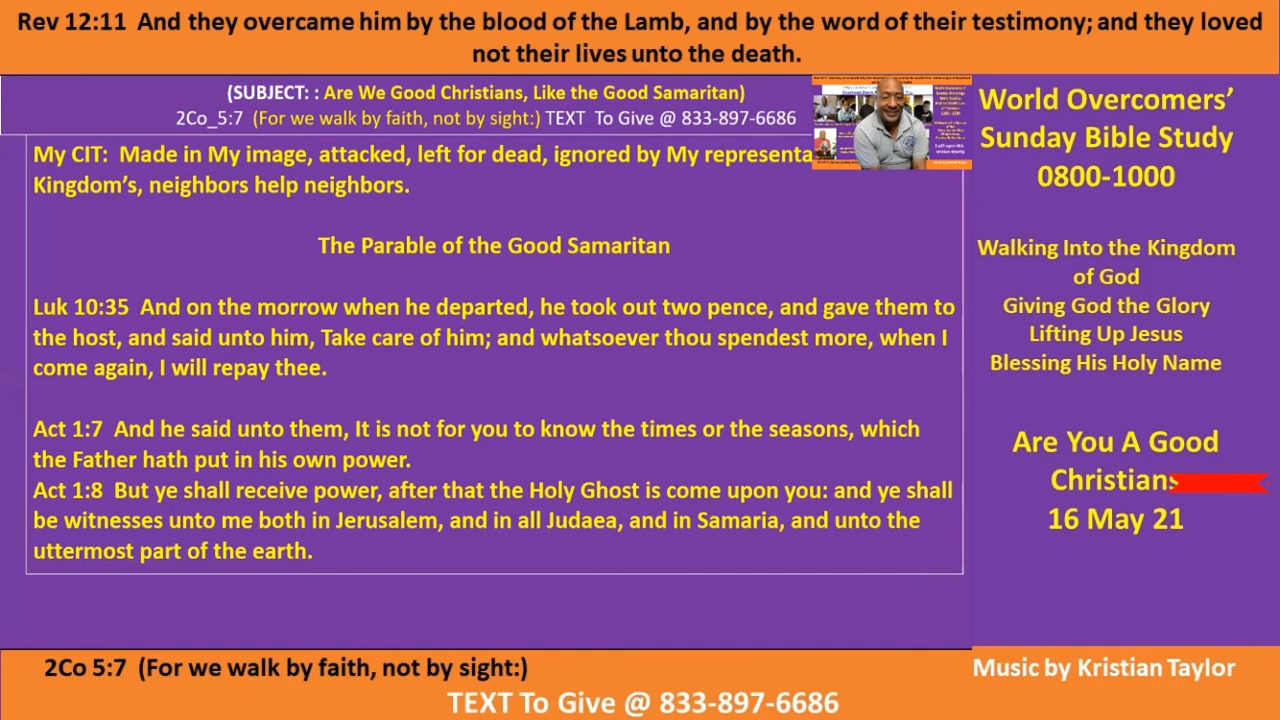 Rev 12:11 And they overcame him by the blood of the Lamb, and by the word of their testimony; and they loved
not their lives unto the death.
(SUBJECT: : Are We Good Christians, Like the Good Samaritan)
2Co_5:7 (For we walk by faith, not by sight:) TEXT To Give @ 833-897-6686
My CIT: Made in My image, attacked, left for dead, ignored by My
Kingdom's, neighbors help neighbors.
The Parable of the Good Samaritan
Luk 10:35 And on the morrow when he departed, he took out two pence, and gave them to
the host, and said unto him, Take care of him; and whatsoever thou spendest more, when I
come again, I will repay thee.
Act 1:7 And he said unto them, It is not for you to know the times or the seasons, which
the Father hath put in his own power.
Act 1:8 But ye shall receive power, after that the Holy Ghost is come upon you: and ye shall
be witnesses unto me both in Jerusalem, and in all Judaea, and in Samaria, and unto the
uttermost part of the earth.
World Overcomers'
Sunday Bible Study
0800-1000
Walking Into the Kingdom
of God
Giving God the Glory
Lifting Up Jesus
Blessing His Holy Name
Are You A Good
Christians
16 May 21
2Co 5:7 (For we walk by faith, not by sight:)
Music by Kristian Taylor
TEXT To Give @ 833-897-6686